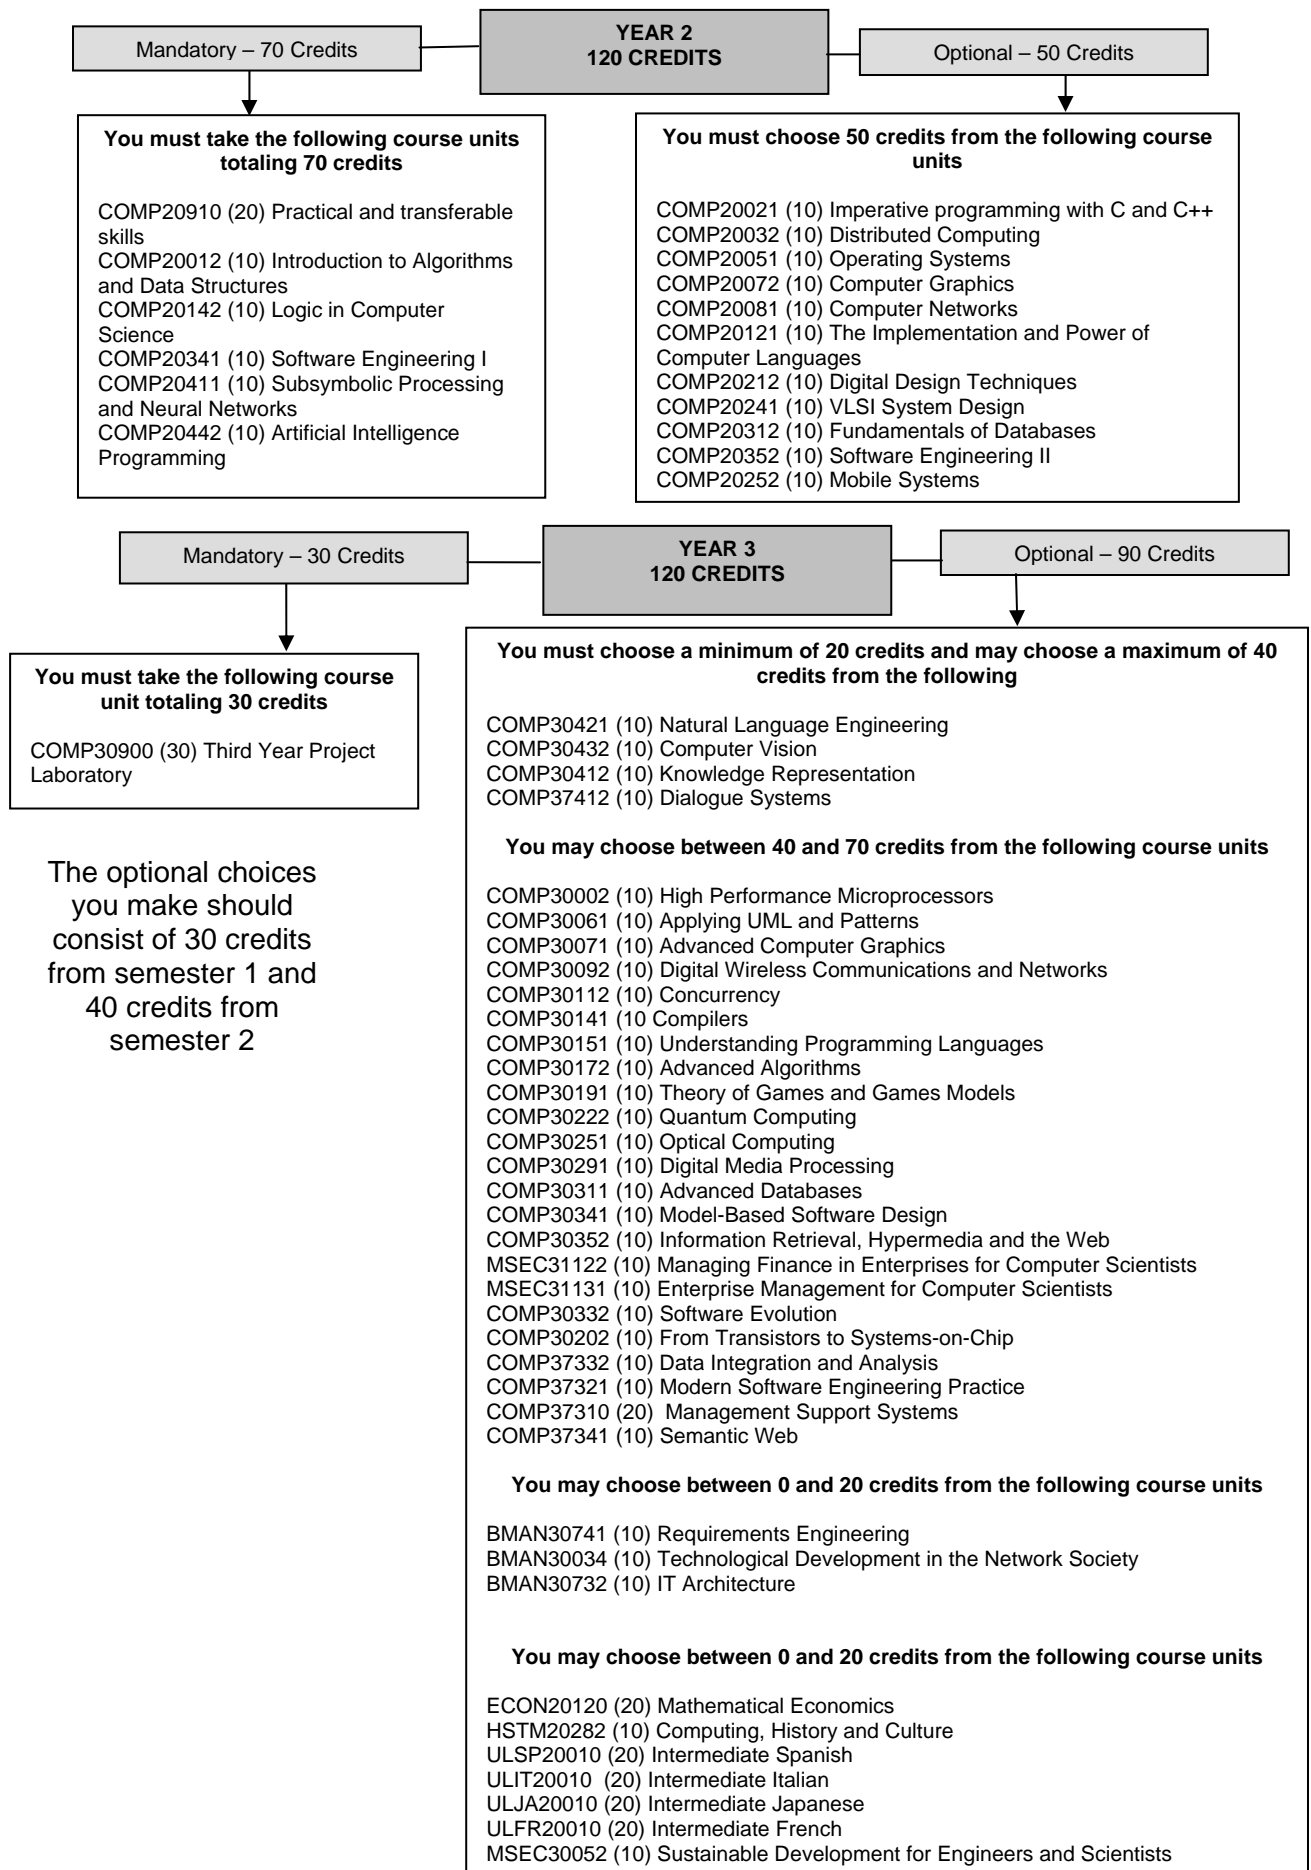 YEAR 2
120 CREDITS
Mandatory – 70 Credits
Optional – 50 Credits
You must take the following course units
totaling 70 credits
COMP20910 (20) Practical and transferable
skills
COMP20012 (10) Introduction to Algorithms
and Data Structures
COMP20142 (10) Logic in Computer
Science
COMP20341 (10) Software Engineering I
COMP20411 (10) Subsymbolic Processing
and Neural Networks
COMP20442 (10) Artificial Intelligence
Programming
You must choose 50 credits from the following course
units
COMP20021 (10) Imperative programming with C and C++
COMP20032 (10) Distributed Computing
COMP20051 (10) Operating Systems
COMP20072 (10) Computer Graphics
COMP20081 (10) Computer Networks
COMP20121 (10) The Implementation and Power of
Computer Languages
COMP20212 (10) Digital Design Techniques
COMP20241 (10) VLSI System Design
COMP20312 (10) Fundamentals of Databases
COMP20352 (10) Software Engineering II
COMP20252 (10) Mobile Systems
YEAR 3
120 CREDITS
Mandatory – 30 Credits
Optional – 90 Credits
You must take the following course
unit totaling 30 credits
COMP30900 (30) Third Year Project
Laboratory
The optional choices
you make should
consist of 30 credits
from semester 1 and
40 credits from
semester 2
You must choose a minimum of 20 credits and may choose a maximum of 40
credits from the following
COMP30421 (10) Natural Language Engineering
COMP30432 (10) Computer Vision
COMP30412 (10) Knowledge Representation
COMP37412 (10) Dialogue Systems
You may choose between 40 and 70 credits from the following course units
COMP30002 (10) High Performance Microprocessors
COMP30061 (10) Applying UML and Patterns
COMP30071 (10) Advanced Computer Graphics
COMP30092 (10) Digital Wireless Communications and Networks
COMP30112 (10) Concurrency
COMP30141 (10 Compilers
COMP30151 (10) Understanding Programming Languages
COMP30172 (10) Advanced Algorithms
COMP30191 (10) Theory of Games and Games Models
COMP30222 (10) Quantum Computing
COMP30251 (10) Optical Computing
COMP30291 (10) Digital Media Processing
COMP30311 (10) Advanced Databases
COMP30341 (10) Model-Based Software Design
COMP30352 (10) Information Retrieval, Hypermedia and the Web
MSEC31122 (10) Managing Finance in Enterprises for Computer Scientists
MSEC31131 (10) Enterprise Management for Computer Scientists
COMP30332 (10) Software Evolution
COMP30202 (10) From Transistors to Systems-on-Chip
COMP37332 (10) Data Integration and Analysis
COMP37321 (10) Modern Software Engineering Practice
COMP37310 (20) Management Support Systems
COMP37341 (10) Semantic Web
You may choose between 0 and 20 credits from the following course units
BMAN30741 (10) Requirements Engineering
BMAN30034 (10) Technological Development in the Network Society
BMAN30732 (10) IT Architecture
You may choose between 0 and 20 credits from the following course units
ECON20120 (20) Mathematical Economics
HSTM20282 (10) Computing, History and Culture
ULSP20010 (20) Intermediate Spanish
ULIT20010 (20) Intermediate Italian
ULJA20010 (20) Intermediate Japanese
ULFR20010 (20) Intermediate French
MSEC30052 (10) Sustainable Development for Engineers and Scientists